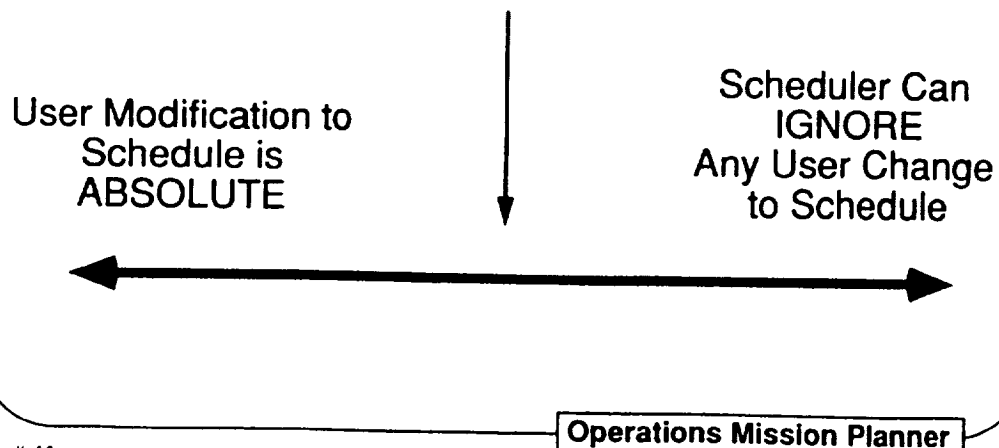 User Modification to
Schedule is
ABSOLUTE
Scheduler Can
IGNORE
Any User Change
to Schedule
Operations Mission Planner